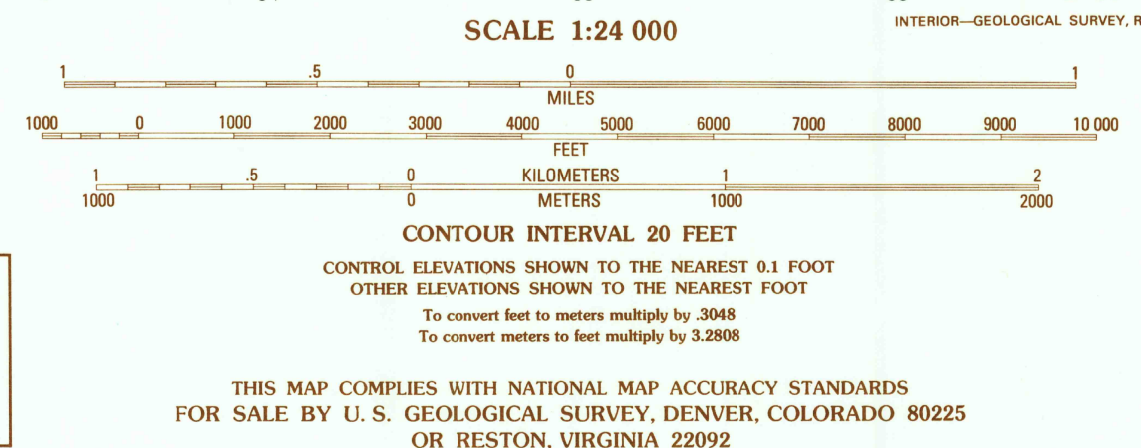 SCALE 1:24 000
INTERIOR—GEOLOGICAL SURVEY, R
1 .5 0 1
MILES
1000 0 1000 2000 3000 4000 5000 6000 7000 8000 9000 10 000
FEET
1 .5 0 KILOMETERS 1 2
1000 0 METERS 1000 2000
CONTOUR INTERVAL 20 FEET
CONTROL ELEVATIONS SHOWN TO THE NEAREST 0.1 FOOT
OTHER ELEVATIONS SHOWN TO THE NEAREST FOOT
To convert feet to meters multiply by .3048
To convert meters to feet multiply by 3.2808
THIS MAP COMPLIES WITH NATIONAL MAP ACCURACY STANDARDS
FOR SALE BY U. S. GEOLOGICAL SURVEY, DENVER, COLORADO 80225
OR RESTON, VIRGINIA 22092